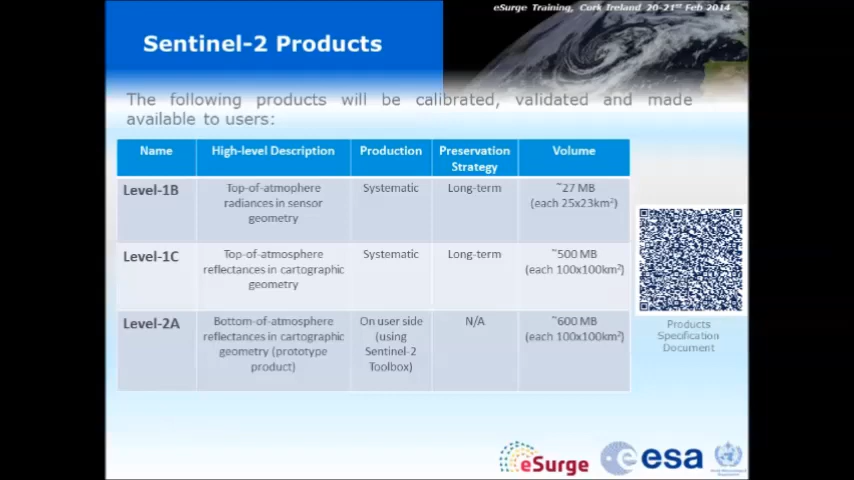 eSurge Training, Cork Ireland 20-21st Feb 2014
Sentinel-2 Products
The following products will be calibrated, validated and made
available to users:
Name High-level Description Production Preservation Strategy Volume
Level-1B
Top-of-atmophere
radiances in sensor
geometry
Systematic
Long-term
~27 MB
(each 25x23km²)
Level-1C
Top-of-atmosphere
reflectances in cartographic
geometry
Systematic
Long-term
~500 MB
(each 100x100km²)
Level-2A
Bottom-of-atmosphere
reflectances in cartographic
geometry (prototype
product)
On user side
(using
Sentinel-2
Toolbox)
N/A
~600 MB
(each 100x100km²)
Products
Specification
Document
eSurge
esa